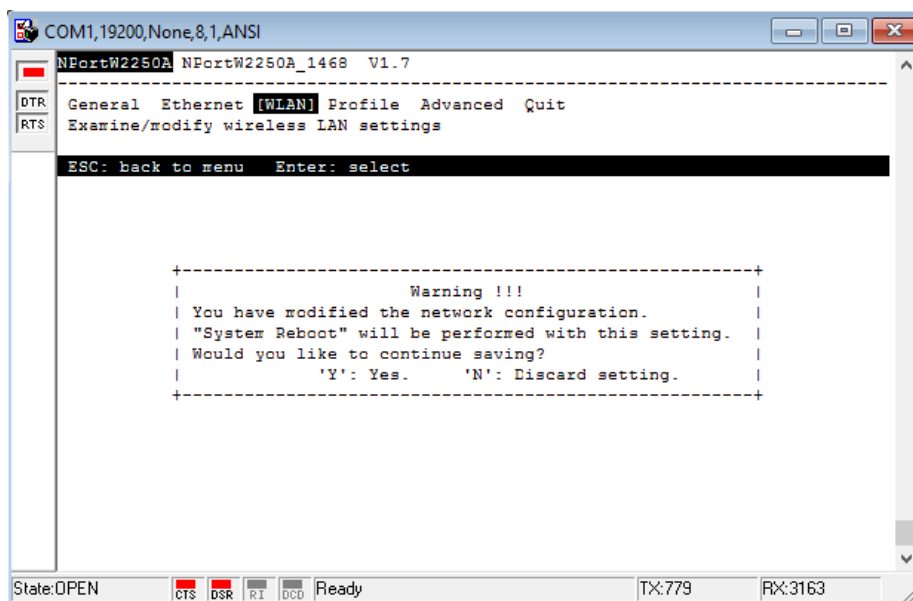 COM1,19200,None,8,1,ANSI
NPortW2250A NPortW2250A_1468 V1.7
DTR
General Ethernet [WLAN] Profile Advanced Quit
RTS
Examine/modify wireless LAN settings
ESC: back to menu Enter: select
Warning !!!
You have modified the network configuration.
"System Reboot" will be performed with this setting.
Would you like to continue saving?
'Y': Yes. 'N': Discard setting.
State:OPEN CTS DSR RI DCD Ready TX:779 RX:3163